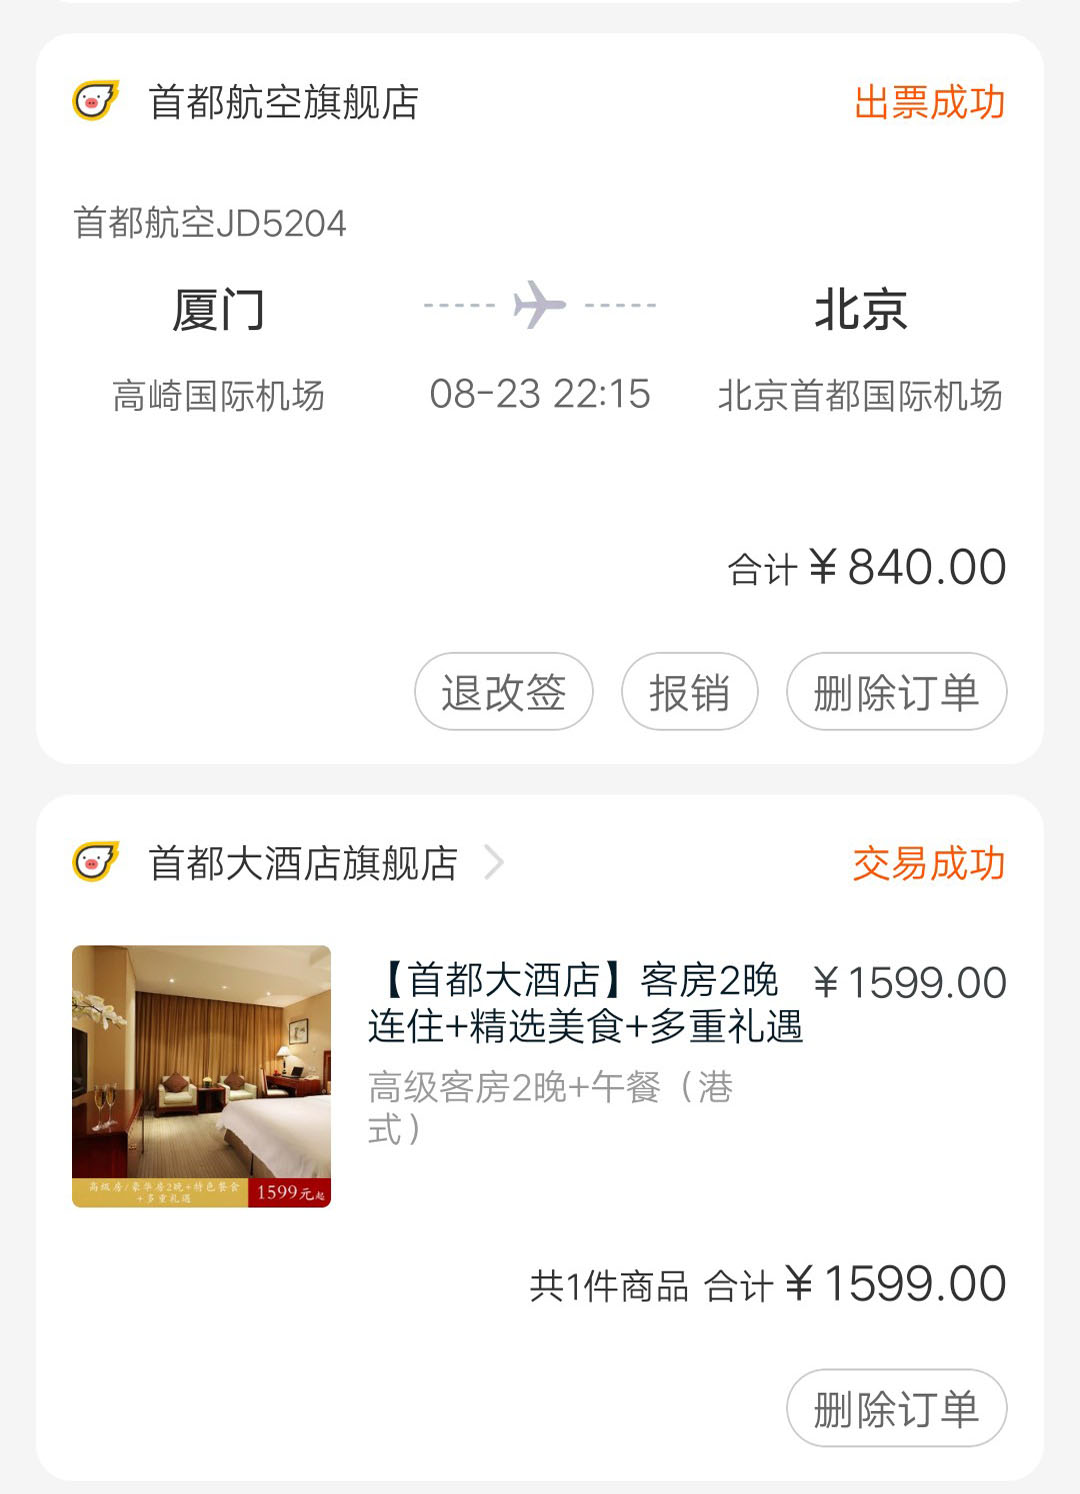 首都航空旗舰店
出票成功
首都航空JD5204
厦门
北京
高崎国际机场
08-23 22:15
北京首都国际机场
合计￥840.00
退改签
报销
删除订单
首都大酒店旗舰店
交易成功
【首都大酒店】客房2晚
￥1599.00
连住+精选美食+多重礼遇
高级客房2晚+午餐（港
式）
高级房/豪华房2晚+特色餐食
+多重礼遇
1599元起
共1件商品 合计￥1599.00
删除订单